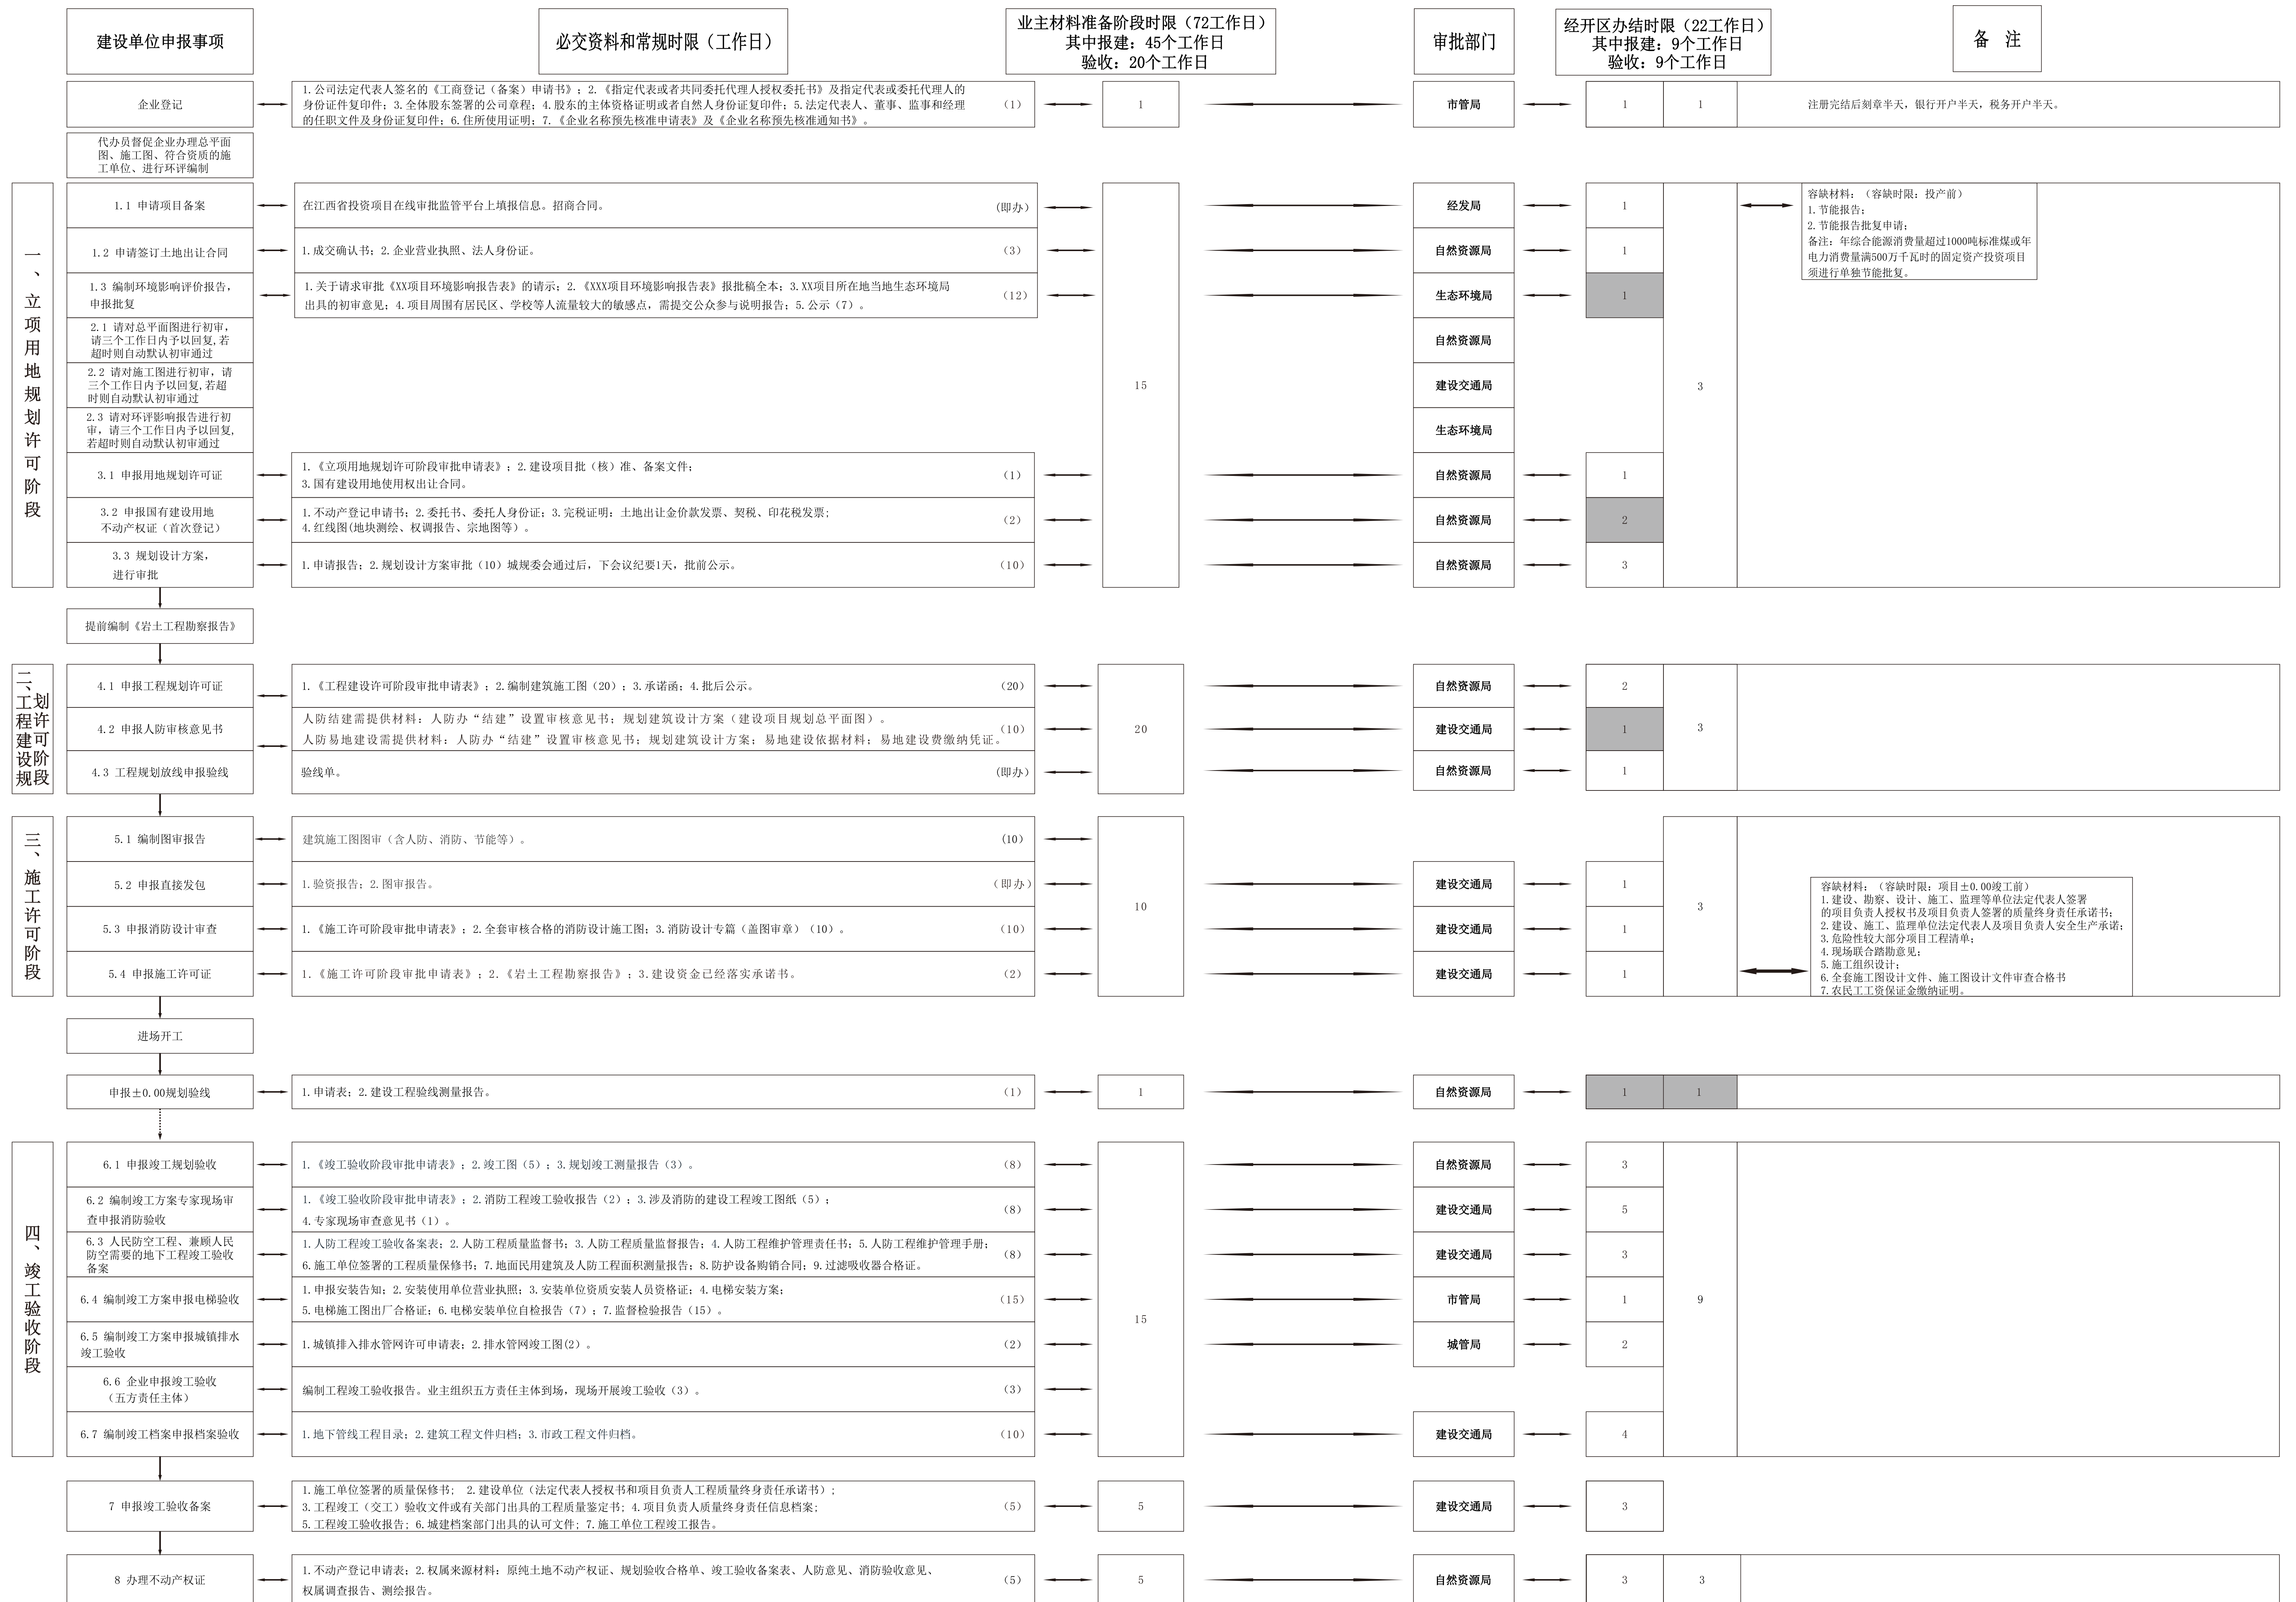 建设单位申报事项
必交资料和常规时限（工作日）
业主材料准备阶段时限（72工作日）
其中报建：45个工作日
验收：20个工作日
审批部门
经开区办结时限（22工作日）
其中报建：9个工作日
验收：9个工作日
备 注
企业登记
1.公司法定代表人签名的《工商登记（备案）申请书》；2.《指定代表或者共同委托代理人授权委托书》及指定代表或委托代理人的
身份证件复印件；3.全体股东签署的公司章程；4.股东的主体资格证明或者自然人身份证复印件；5.法定代表人、董事、监事和经理
的任职文件及身份证复印件；6.住所使用证明；7.《企业名称预先核准申请表》及《企业名称预先核准通知书》。
（1）
1
市管局
1
1
注册完结后刻章半天，银行开户半天，税务开户半天。
代办员督促企业办理总平面
图、施工图、符合资质的施
工单位、进行环评编制
一、立项用地规划许可阶段
1.1 申请项目备案
在江西省投资项目在线审批监管平台上填报信息。招商合同。
(即办)
经发局
1
容缺材料：（容缺时限：投产前）
1.节能报告；
2.节能报告批复申请；
备注：年综合能源消费量超过1000吨标准煤或年
电力消费量满500万千瓦时的固定资产投资项目
须进行单独节能批复。
1.2 申请签订土地出让合同
1.成交确认书；2.企业营业执照、法人身份证。
（3）
自然资源局
1
1.3 编制环境影响评价报告，
申报批复
1.关于请求审批《XX项目环境影响报告表》的请示；2.《XXX项目环境影响报告表》报批稿全本；3.XX项目所在地当地生态环境局
出具的初审意见；4.项目周围有居民区、学校等人流量较大的敏感点，需提交公众参与说明报告；5.公示（7）。
（12）
生态环境局
1
2.1 请对总平面图进行初审，
请三个工作日内予以回复,若
超时则自动默认初审通过
自然资源局
2.2 请对施工图进行初审，请
三个工作日内予以回复,若超
时则自动默认初审通过
15
建设交通局
3
2.3 请对环评影响报告进行初
审，请三个工作日内予以回复,
若超时则自动默认初审通过
生态环境局
3.1 申报用地规划许可证
1.《立项用地规划许可阶段审批申请表》；2.建设项目批（核）准、备案文件；
3.国有建设用地使用权出让合同。
（1）
自然资源局
1
3.2 申报国有建设用地
不动产权证（首次登记）
1.不动产登记申请书；2.委托书、委托人身份证；3.完税证明：土地出让金价款发票、契税、印花税发票；
4.红线图(地块测绘、权调报告、宗地图等）。
（2）
自然资源局
2
3.3 规划设计方案，
进行审批
1.申请报告；2.规划设计方案审批（10）城规委会通过后，下会议纪要1天，批前公示。
（10）
自然资源局
3
提前编制《岩土工程勘察报告》
二、工程建设规划许可阶段
4.1 申报工程规划许可证
1.《工程建设许可阶段审批申请表》；2.编制建筑施工图（20）；3.承诺函；4.批后公示。
（20）
自然资源局
2
4.2 申报人防审核意见书
人防结建需提供材料：人防办“结建”设置审核意见书；规划建筑设计方案（建设项目规划总平面图）。
人防易地建设需提供材料：人防办“结建”设置审核意见书；规划建筑设计方案；易地建设依据材料；易地建设费缴纳凭证。
（10）
20
建设交通局
1
3
4.3 工程规划放线申报验线
验线单。
(即办)
自然资源局
1
三、施工许可阶段
5.1 编制图审报告
建筑施工图图审（含人防、消防、节能等）。
（10）
5.2 申报直接发包
1.验资报告；2.图审报告。
(即办)
10
建设交通局
1
3
容缺材料：（容缺时限：项目±0.00竣工前）
1.建设、勘察、设计、施工、监理等单位法定代表人签署
的项目负责人授权书及项目负责人签署的质量终身责任承诺书；
2.建设、施工、监理单位法定代表人及项目负责人安全生产承诺；
3.危险性较大部分项目工程清单；
4.现场联合踏勘意见；
5.施工组织设计；
6.全套施工图设计文件、施工图设计文件审查合格书
7.农民工工资保证金缴纳证明。
5.3 申报消防设计审查
1.《施工许可阶段审批申请表》；2.全套审核合格的消防设计施工图；3.消防设计专篇（盖图审章）（10）。
（10）
建设交通局
1
5.4 申报施工许可证
1.《施工许可阶段审批申请表》；2.《岩土工程勘察报告》；3.建设资金已经落实承诺书。
（2）
建设交通局
1
进场开工
申报±0.00规划验线
1.申请表；2.建设工程验线测量报告。
（1）
1
自然资源局
1
1
四、竣工验收阶段
6.1 申报竣工规划验收
1.《竣工验收阶段审批申请表》；2.竣工图（5）；3.规划竣工测量报告（3）。
（8）
自然资源局
3
6.2 编制竣工方案专家现场审
查申报消防验收
1.《竣工验收阶段审批申请表》；2.消防工程竣工验收报告（2）；3.涉及消防的建设工程竣工图纸（5）；
4.专家现场审查意见书（1）。
（8）
建设交通局
5
6.3 人民防空工程、兼顾人民
防空需要的地下工程竣工验收
备案
1.人防工程竣工验收备案表；2.人防工程质量监督书；3.人防工程质量监督报告；4.人防工程维护管理责任书；5.人防工程维护管理手册；
6.施工单位签署的工程质量保修书；7.地面民用建筑及人防工程面积测量报告；8.防护设备购销合同；9.过滤吸收器合格证。
（8）
建设交通局
3
6.4 编制竣工方案申报电梯验收
1.申报安装告知；2.安装使用单位营业执照；3.安装单位资质安装人员资格证；4.电梯安装方案；
5.电梯施工图出厂合格证；6.电梯安装单位自检报告（7）；7.监督检验报告（15）。
（15）
15
市管局
1
9
6.5 编制竣工方案申报城镇排水
竣工验收
1.城镇排入排水管网许可申请表；2.排水管网竣工图(2）。
（2）
城管局
2
6.6 企业申报竣工验收
（五方责任主体）
编制工程竣工验收报告。业主组织五方责任主体到场，现场开展竣工验收（3）。
（3）
6.7 编制竣工档案申报档案验收
1.地下管线工程目录；2.建筑工程文件归档；3.市政工程文件归档。
（10）
建设交通局
4
7 申报竣工验收备案
1.施工单位签署的质量保修书； 2.建设单位（法定代表人授权书和项目负责人工程质量终身责任承诺书）；
3.工程竣工（交工）验收文件或有关部门出具的工程质量鉴定书；4.项目负责人质量终身责任信息档案；
5.工程竣工验收报告；6.城建档案部门出具的认可文件；7.施工单位工程竣工报告。
（5）
5
建设交通局
3
8 办理不动产权证
1.不动产登记申请表；2.权属来源材料：原纯土地不动产权证、规划验收合格单、竣工验收备案表、人防意见、消防验收意见、
权属调查报告、测绘报告。
（5）
5
自然资源局
3
3